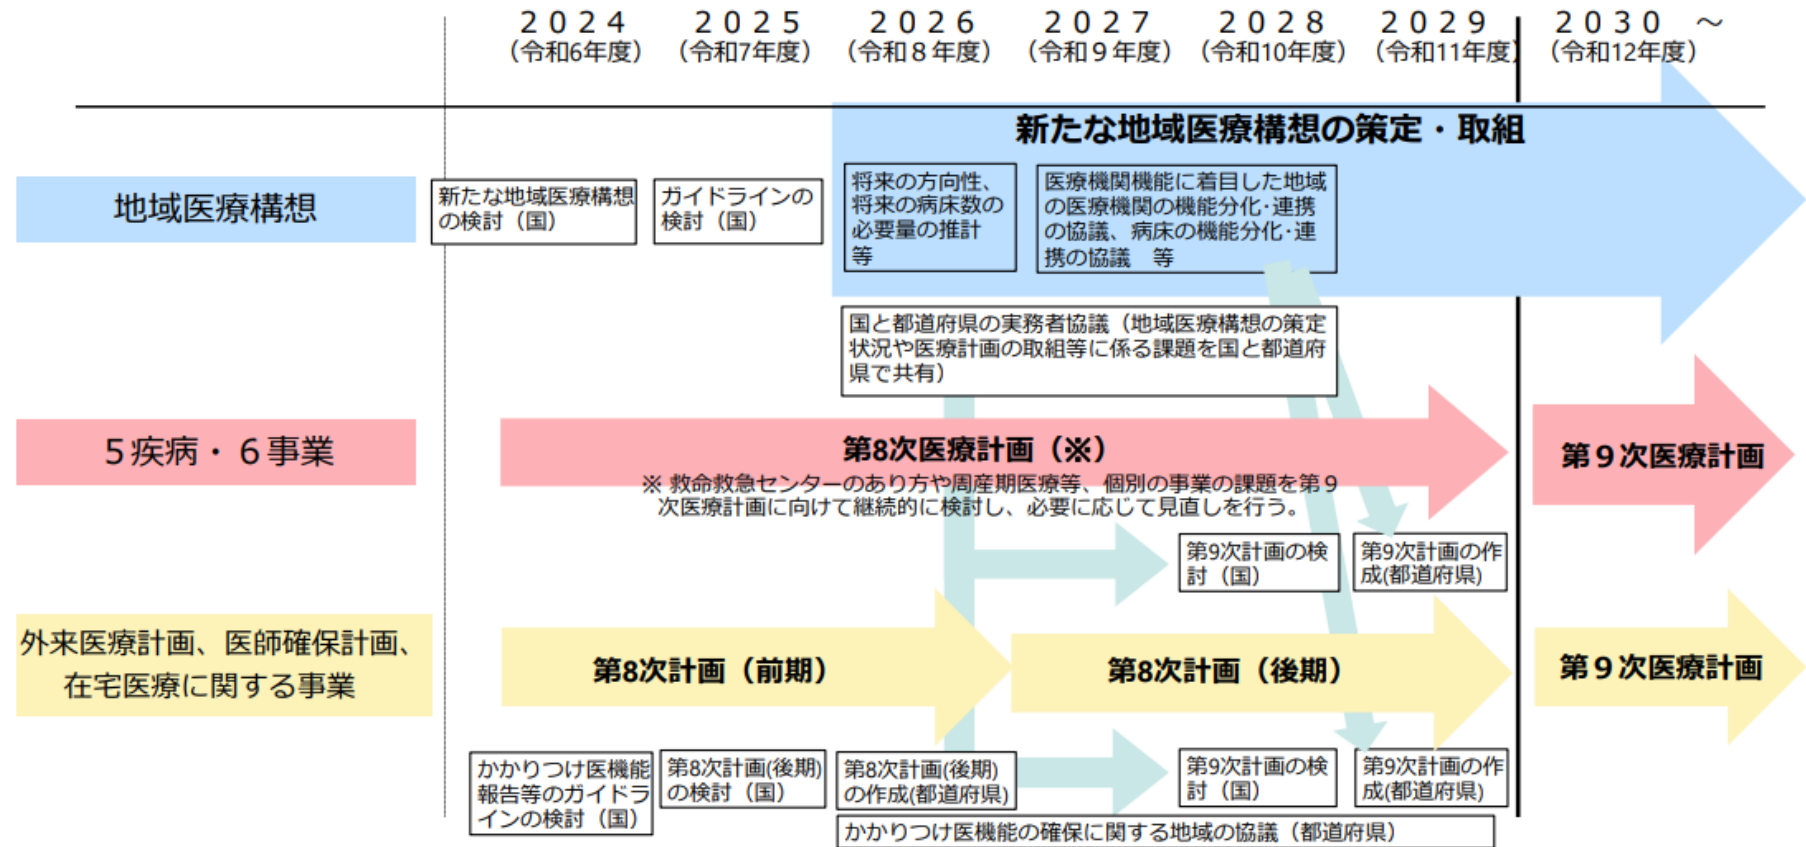 ２０２４　２０２５　２０２６　２０２７　２０２８　２０２９　２０３０　～
（令和6年度）（令和7年度）（令和８年度）（令和９年度）（令和10年度）（令和11年度）（令和12年度）
新たな地域医療構想の策定・取組
地域医療構想
新たな地域医療構想
の検討（国）
ガイドラインの
検討（国）
将来の方向性、
将来の病床数の
必要量の推計
等
医療機関機能に着目した地域
の医療機関の機能分化･連携
の協議、病床の機能分化･連
携の協議　等
国と都道府県の実務者協議（地域医療構想の策定
状況や医療計画の取組等に係る課題を国と都道府
県で共有）
５疾病・６事業
第8次医療計画（※）
※ 救命救急センターのあり方や周産期医療等、個別の事業の課題を第９
次医療計画に向けて継続的に検討し、必要に応じて見直しを行う。
第９次医療計画
第9次計画の検
討（国）
第9次計画の作
成(都道府県)
外来医療計画、医師確保計画、
在宅医療に関する事業
第8次計画（前期）
第8次計画（後期）
第９次医療計画
かかりつけ医機能
報告等のガイドラ
インの検討（国）
第8次計画(後期)
の検討（国）
第8次計画(後期)
の作成(都道府県)
第9次計画の検
討（国）
第9次計画の作
成(都道府県)
かかりつけ医機能の確保に関する地域の協議（都道府県）